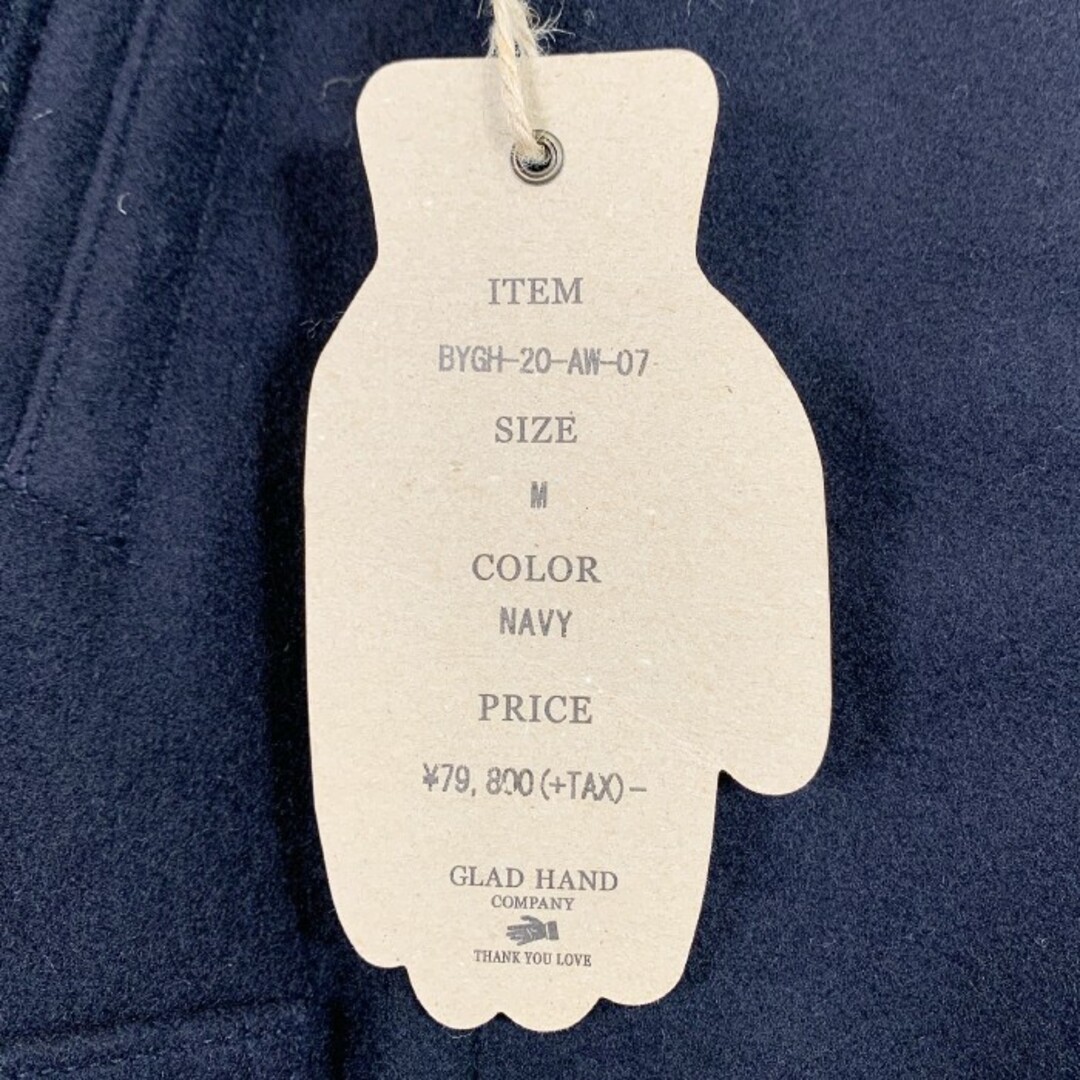 ITEM
BYGH-20-AW-07
SIZE
M
COLOR
NAVY
PRICE
¥79,800(+TAX)-
GLAD HAND
COMPANY
THANK YOU LOVE